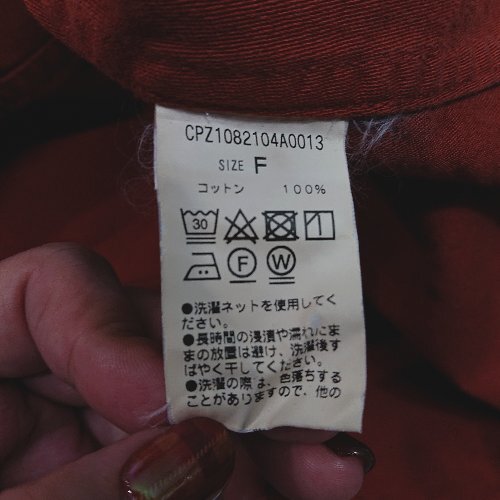 CPZ1082104A0013
SIZE F
コットン 100%
30
F W
●洗濯ネットを使用してく
ださい。
●長時間の浸漬や濡れたま
まの放置は避け、洗濯後す
ばやく干してください。
●洗濯の際は、色落ちする
ことがありますので、他の